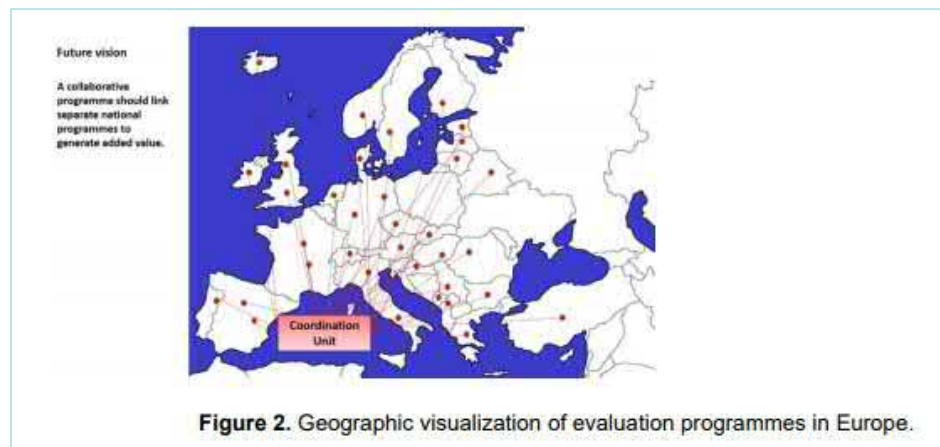 Future vision
A collaborative
programme should link
separate national
programmes to
generate added value.
Coordination
Unit
Figure 2. Geographic visualization of evaluation programmes in Europe.